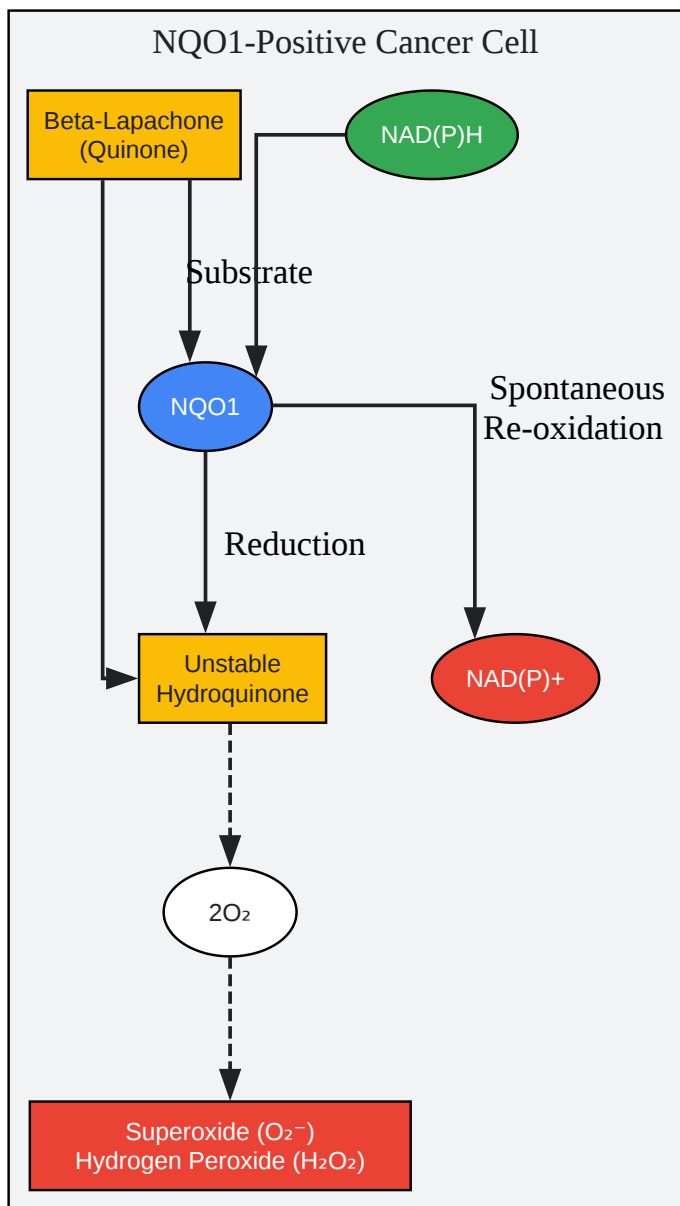 NQO1-Positive Cancer Cell
Beta-Lapachone
(Quinone)
NAD(P)H
Substrate
NQO1
Spontaneous
Re-oxidation
Reduction
Unstable
Hydroquinone
NAD(P)+
2O₂
Superoxide (O₂⁻)
Hydrogen Peroxide (H₂O₂)